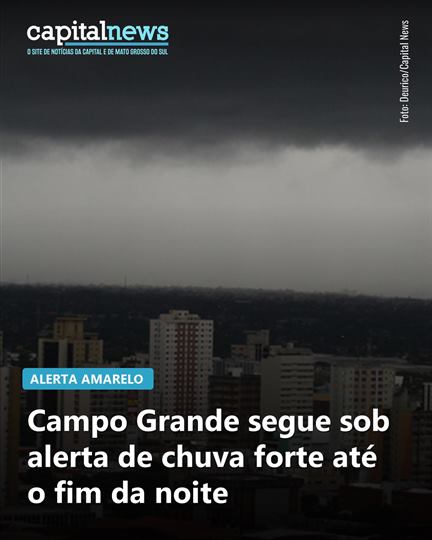 capitalnews
O SITE DE NOTÍCIAS DA CAPITAL E DE MATO GROSSO DO SUL
Foto: Deurico/Capital News
ALERTA AMARELO
Campo Grande segue sob
alerta de chuva forte até
o fim da noite